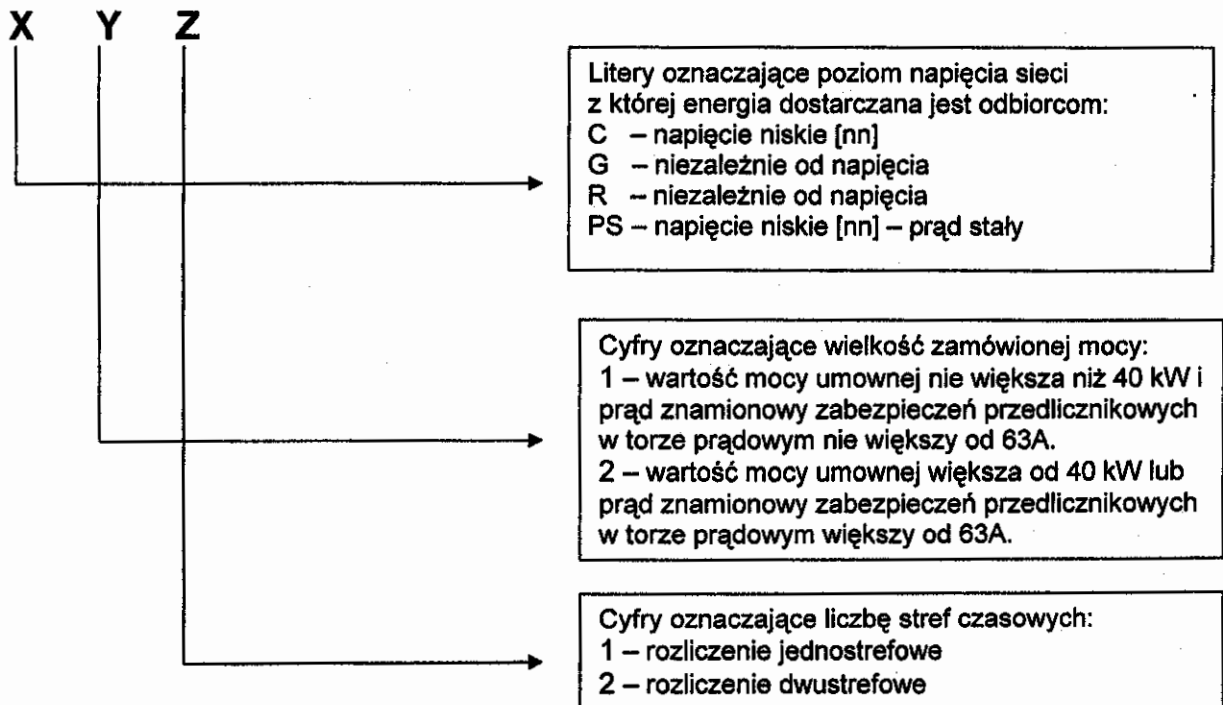 X Y Z
Litery oznaczające poziom napięcia sieci
z której energia dostarczana jest odbiorcom:
C – napięcie niskie [nn]
G – niezależnie od napięcia
R – niezależnie od napięcia
PS – napięcie niskie [nn] – prąd stały
Cyfry oznaczające wielkość zamówionej mocy:
1 – wartość mocy umownej nie większa niż 40 kW i
prąd znamionowy zabezpieczeń przedlicznikowych
w torze prądowym nie większy od 63A.
2 – wartość mocy umownej większa od 40 kW lub
prąd znamionowy zabezpieczeń przedlicznikowych
w torze prądowym większy od 63A.
Cyfry oznaczające liczbę stref czasowych:
1 – rozliczenie jednostrefowe
2 – rozliczenie dwustrefowe